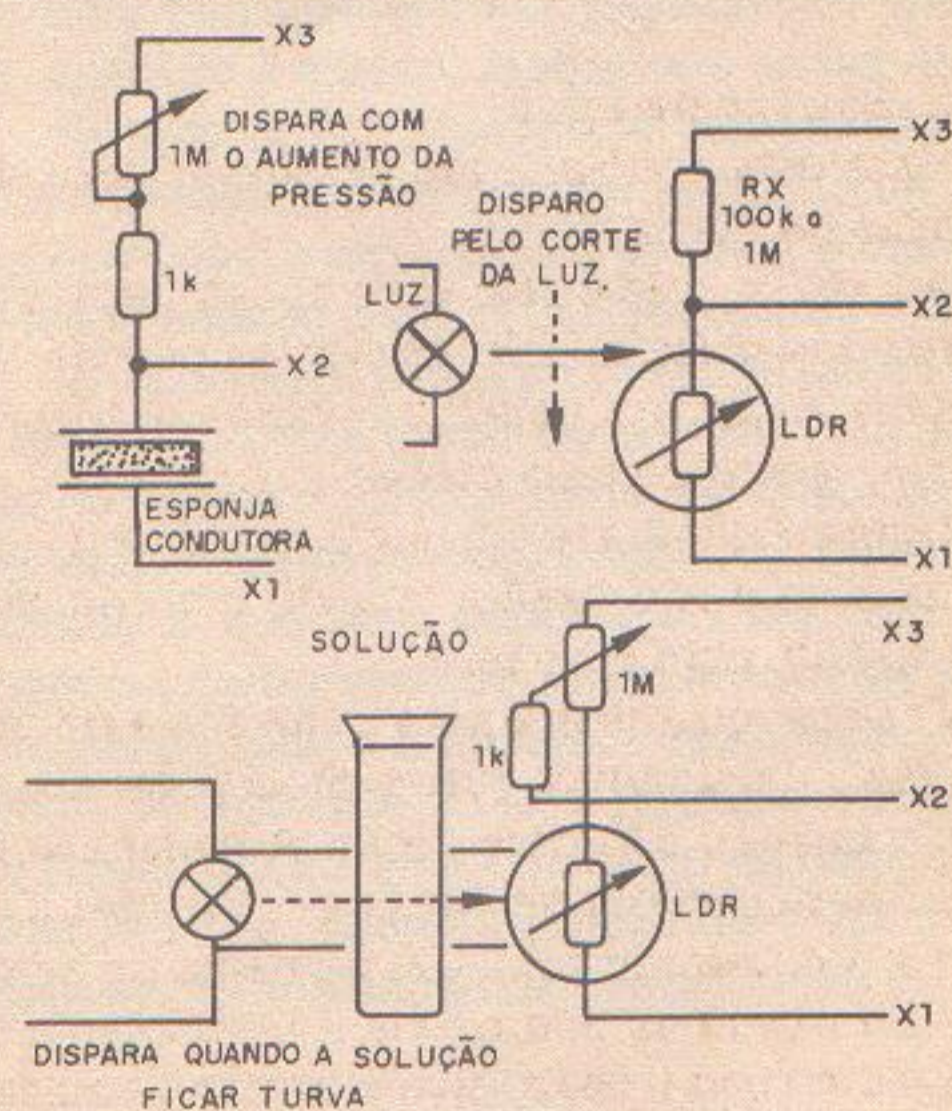 X3
DISPARA COM
1M O AUMENTO DA
PRESSÃO
1k
X2
ESPONJA
CONDUTORA
X1
DISPARO
PELO CORTE
DA LUZ.
LUZ
X3
RX
100k a
1M
X2
LDR
X1
SOLUÇÃO
X3
1M
1k
X2
LDR
X1
DISPARA QUANDO A SOLUÇÃO
FICAR TURVA